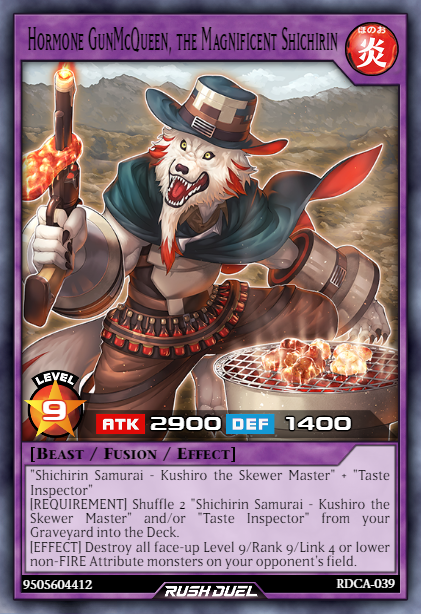 Hormone GunMcQueen, the Magnificent Shichirin
ほのお
炎
LEVEL
9
ATK 2900 DEF 1400
[Beast / Fusion / Effect]
"Shichirin Samurai - Kushiro the Skewer Master" + "Taste
Inspector"
[REQUIREMENT] Shuffle 2 "Shichirin Samurai - Kushiro the
Skewer Master" and/or "Taste Inspector" from your
Graveyard into the Deck.
[EFFECT] Destroy all face-up Level 9/Rank 9/Link 4 or lower
non-FIRE Attribute monsters on your opponent's field.
9505604412
RUSH DUEL
RDCA-039